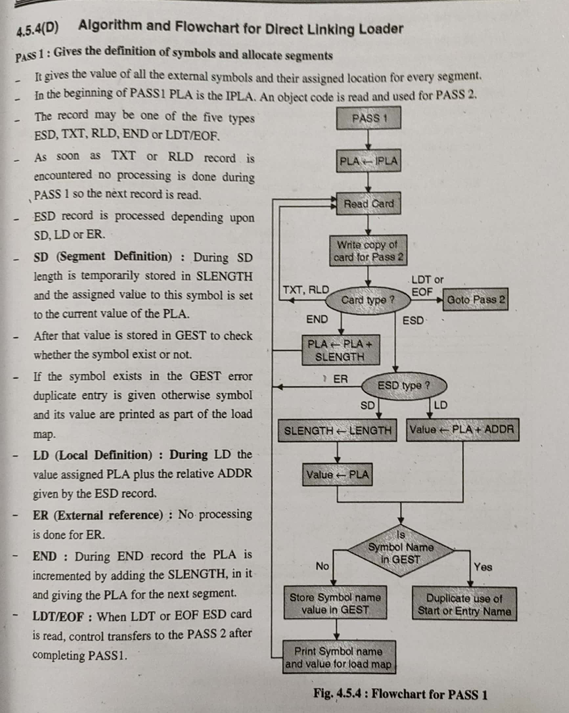 4.5.4(D) Algorithm and Flowchart for Direct Linking Loader
PASS 1 : Gives the definition of symbols and allocate segments
- It gives the value of all the external symbols and their assigned location for every segment.
- In the beginning of PASS1 PLA is the IPLA. An object code is read and used for PASS 2.
- The record may be one of the five types
ESD, TXT, RLD, END or LDT/EOF.
- As soon as TXT or RLD record is
encountered no processing is done during
PASS 1 so the next record is read.
- ESD record is processed depending upon
SD, LD or ER.
- SD (Segment Definition) : During SD
length is temporarily stored in SLENGTH
and the assigned value to this symbol is set
to the current value of the PLA.
- After that value is stored in GEST to check
whether the symbol exist or not.
- If the symbol exists in the GEST error
duplicate entry is given otherwise symbol
and its value are printed as part of the load
map.
- LD (Local Definition) : During LD the
value assigned PLA plus the relative ADDR
given by the ESD record.
- ER (External reference) : No processing
is done for ER.
- END : During END record the PLA is
incremented by adding the SLENGTH, in it
and giving the PLA for the next segment.
- LDT/EOF : When LDT or EOF ESD card
is read, control transfers to the PASS 2 after
completing PASS1.
PASS 1
PLA ← IPLA
Read Card
Write copy of
card for Pass 2
TXT, RLD
Card type ?
LDT or
EOF
Goto Pass 2
END
ESD
PLA ← PLA +
SLENGTH
ER
ESD type ?
SD
LD
SLENGTH ← LENGTH
Value ← PLA + ADDR
Value ← PLA
Is
Symbol Name
in GEST
No
Yes
Store Symbol name
value in GEST
Duplicate use of
Start or Entry Name
Print Symbol name
and value for load map
Fig. 4.5.4 : Flowchart for PASS 1